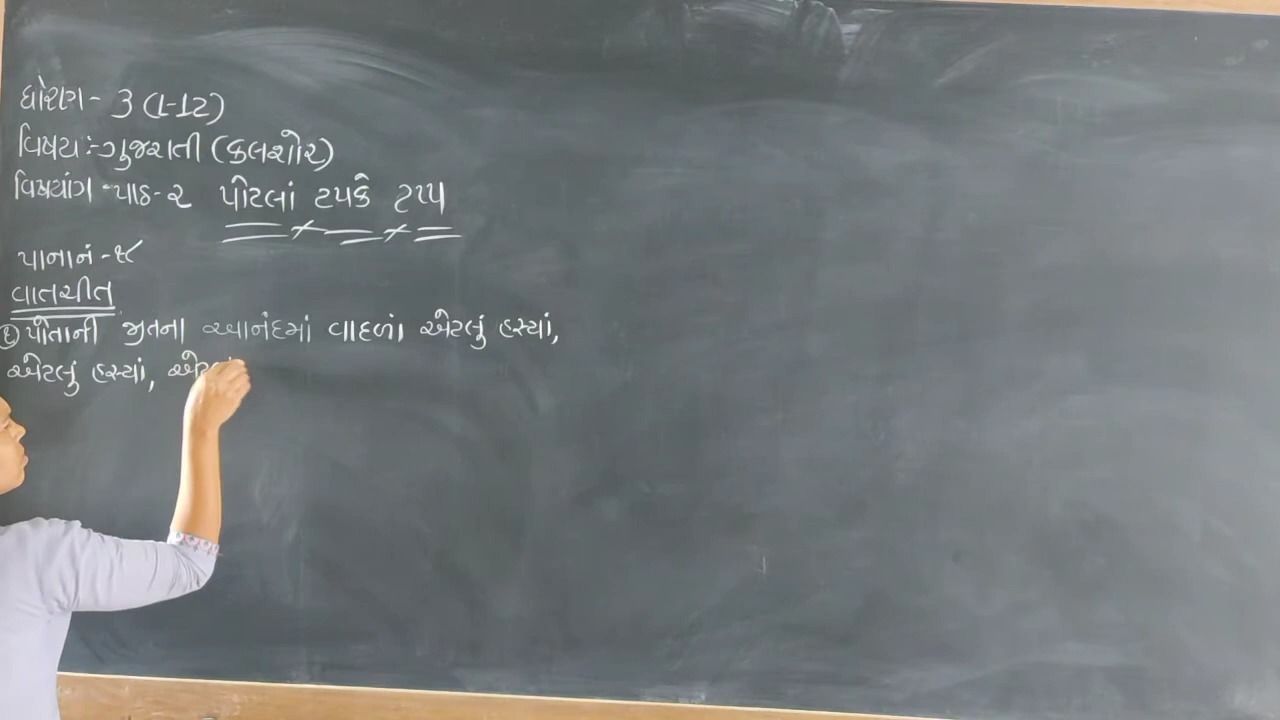 ધોરણ - 3 (1-12)
વિષય :- ગુજરાતી (કલશોર)
વિષયાંગ - પાઠ - ૨ પોટલાં ટપકે ટપ્પ
પાના નં - ૧૮
વાતચીત
① પોતાની જીતના આનંદમાં વાદળાં એટલું હસ્યાં,
એટલું હસ્યાં, એટલું